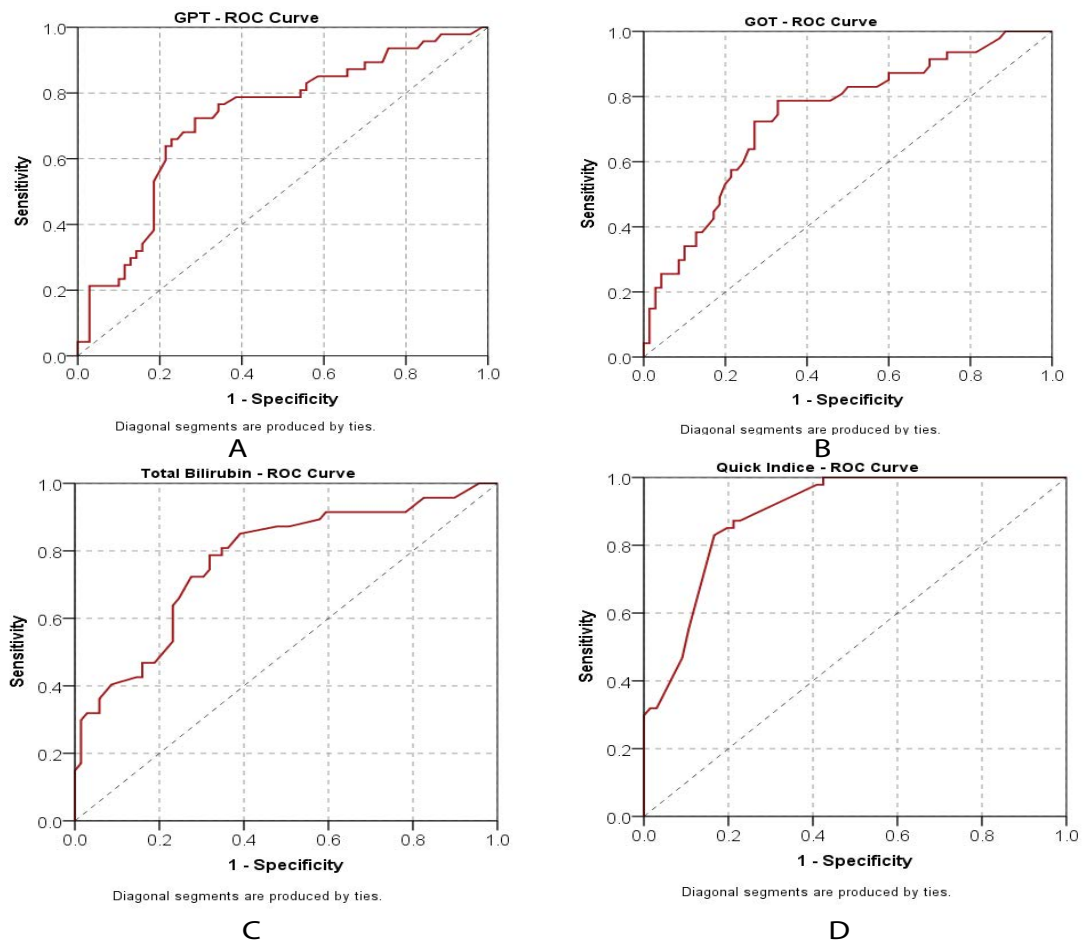 GPT - ROC Curve
1.0
0.8
0.6
0.4
0.2
0.0
Sensitivity
0.0 0.2 0.4 0.6 0.8 1.0
1 - Specificity
Diagonal segments are produced by ties.
A
GOT - ROC Curve
1.0
0.8
0.6
0.4
0.2
0.0
Sensitivity
0.0 0.2 0.4 0.6 0.8 1.0
1 - Specificity
Diagonal segments are produced by ties.
B
Total Bilirubin - ROC Curve
1.0
0.8
0.6
0.4
0.2
0.0
Sensitivity
0.0 0.2 0.4 0.6 0.8 1.0
1 - Specificity
Diagonal segments are produced by ties.
C
Quick Indice - ROC Curve
1.0
0.8
0.6
0.4
0.2
0.0
Sensitivity
0.0 0.2 0.4 0.6 0.8 1.0
1 - Specificity
Diagonal segments are produced by ties.
D